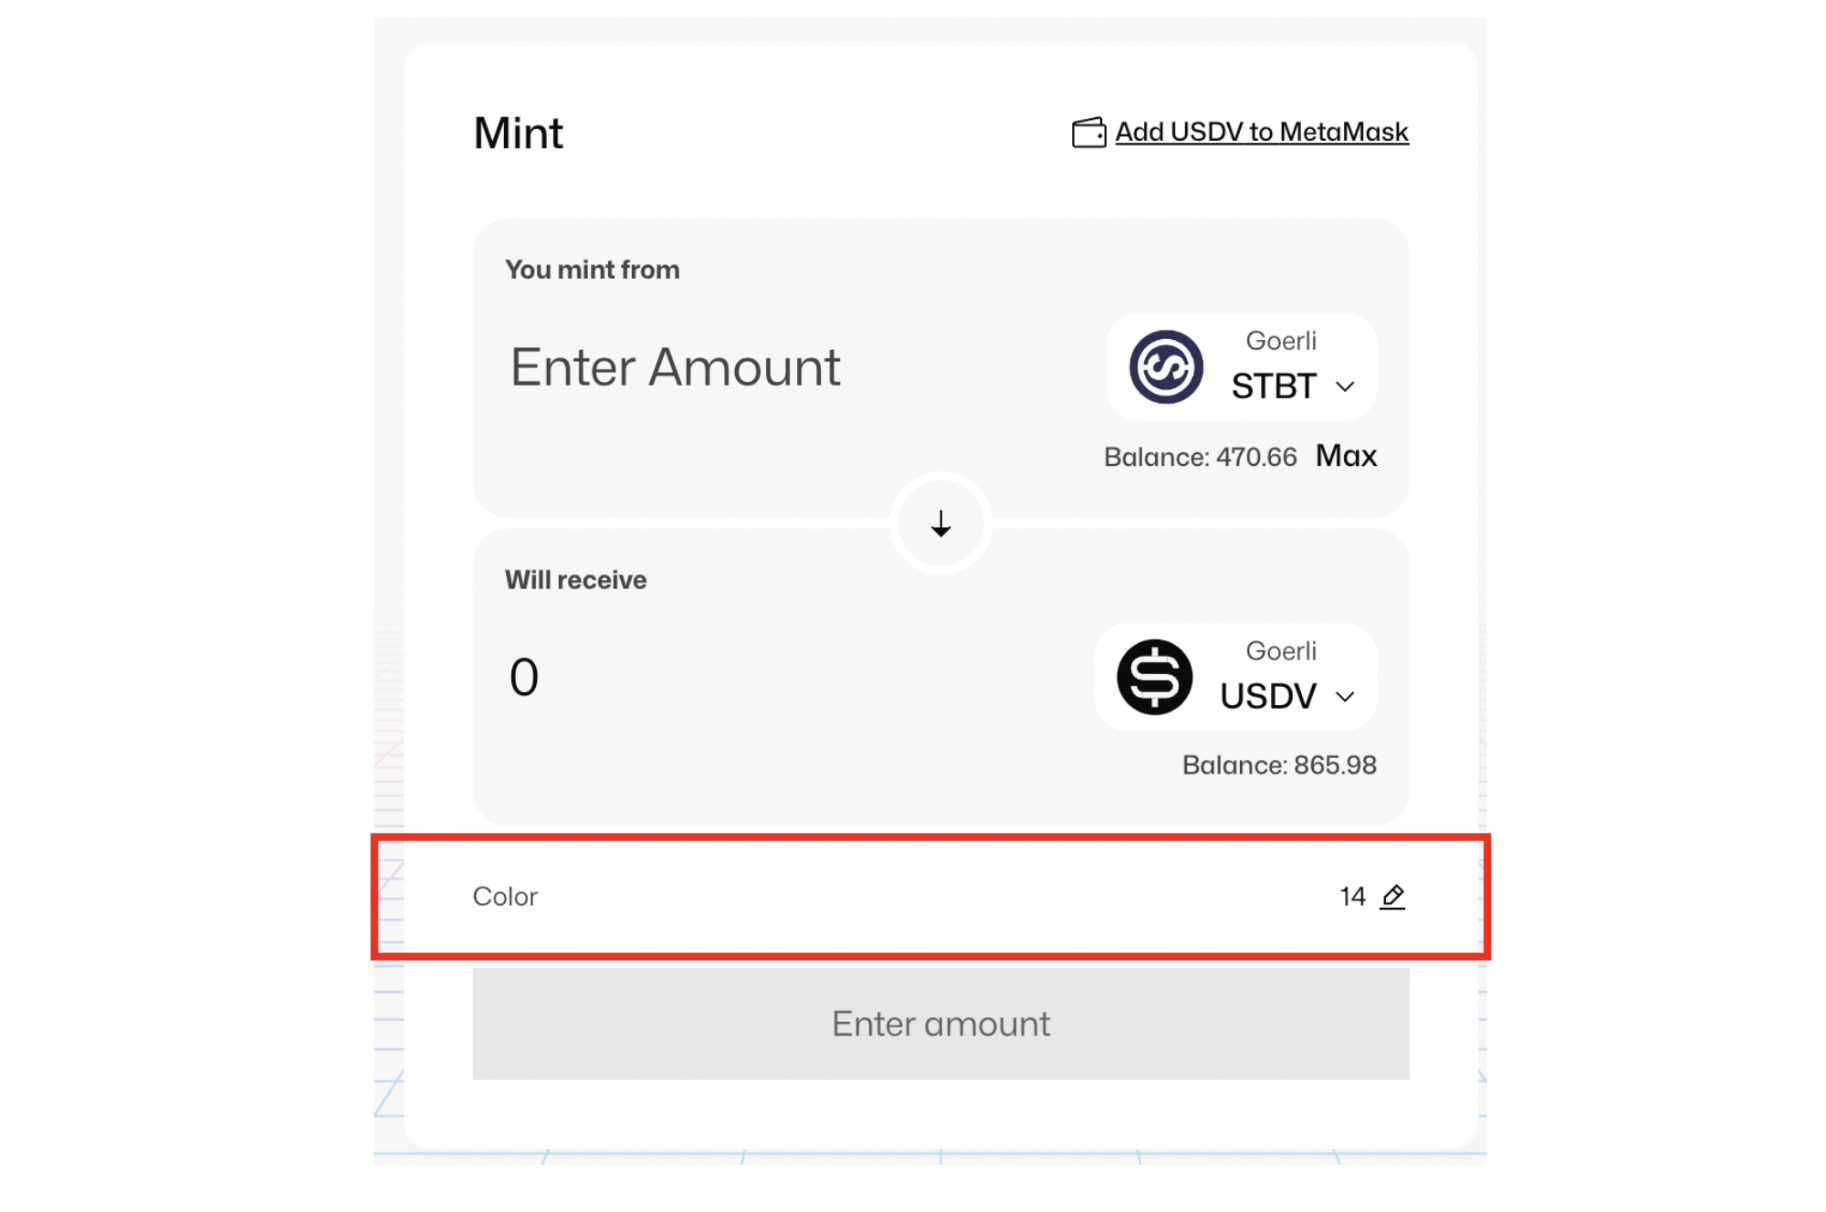 Mint
Add USDV to MetaMask
You mint from
Enter Amount
Goerli
STBT
Balance: 470.66 Max
Will receive
0
Goerli
USDV
Balance: 865.98
Color 14
Enter amount